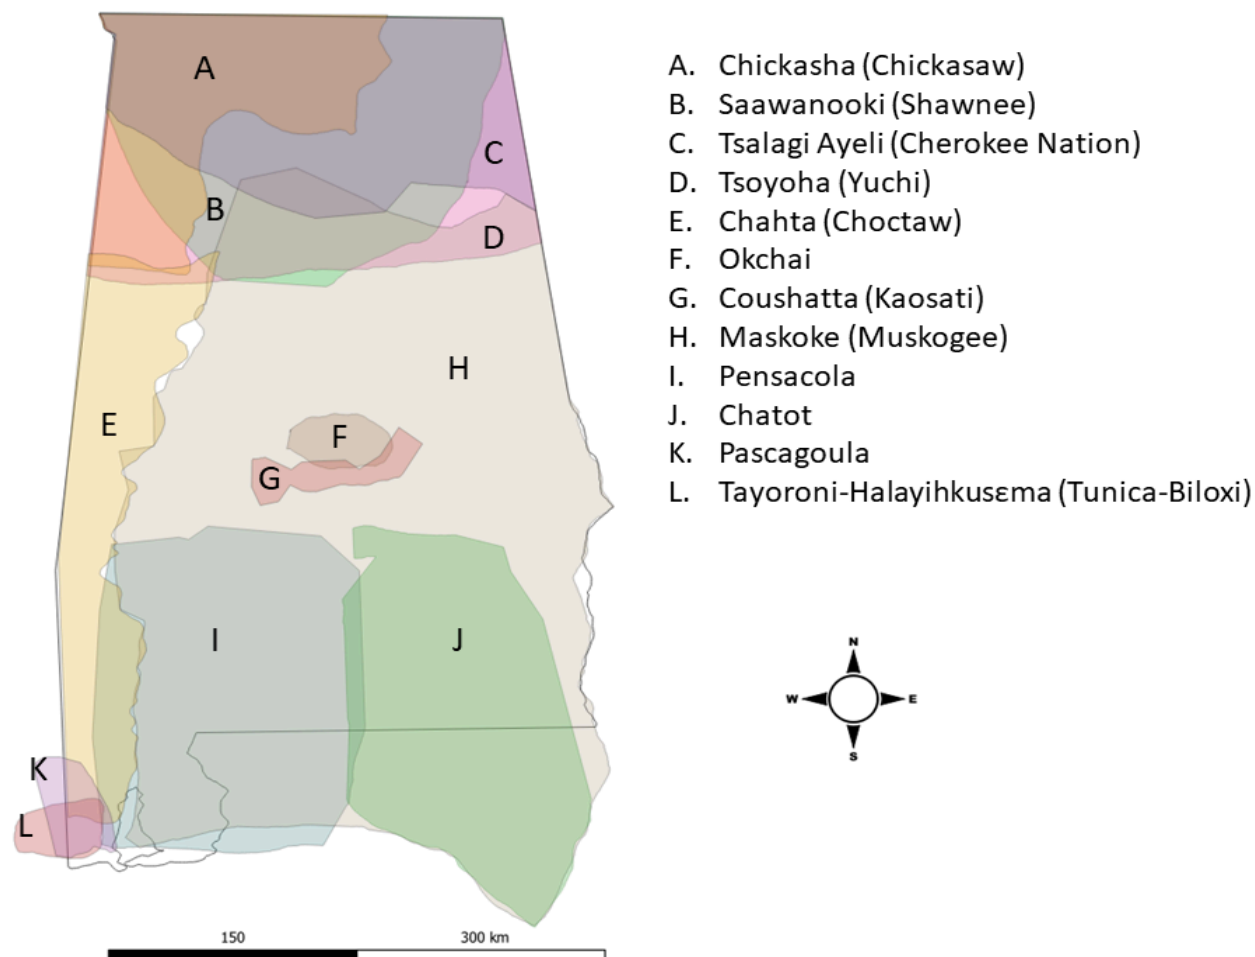 A
C
B
D
H
E
F
G
I
J
K
L
150
300 km
A. Chickasha (Chickasaw)
B. Saawanooki (Shawnee)
C. Tsalagi Ayeli (Cherokee Nation)
D. Tsoyoha (Yuchi)
E. Chahta (Choctaw)
F. Okchai
G. Coushatta (Kaosati)
H. Maskoke (Muskogee)
I. Pensacola
J. Chatot
K. Pascagoula
L. Tayoroni-Halayihkusɛma (Tunica-Biloxi)
N
W E
S